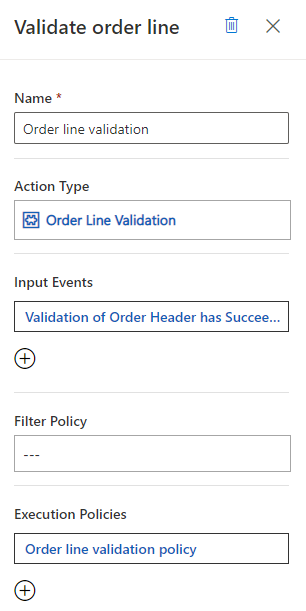 Validate order line
Name *
Order line validation
Action Type
Order Line Validation
Input Events
Validation of Order Header has Succee...
Filter Policy
---
Execution Policies
Order line validation policy